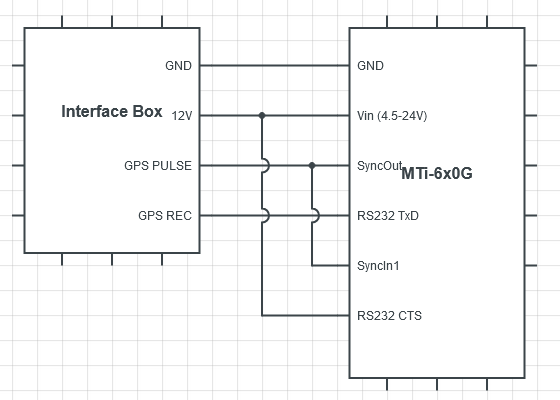 GND
Interface Box
12V
GPS PULSE
GPS REC
GND
Vin (4.5-24V)
SyncOut
MTi-6x0G
RS232 TxD
SyncIn1
RS232 CTS